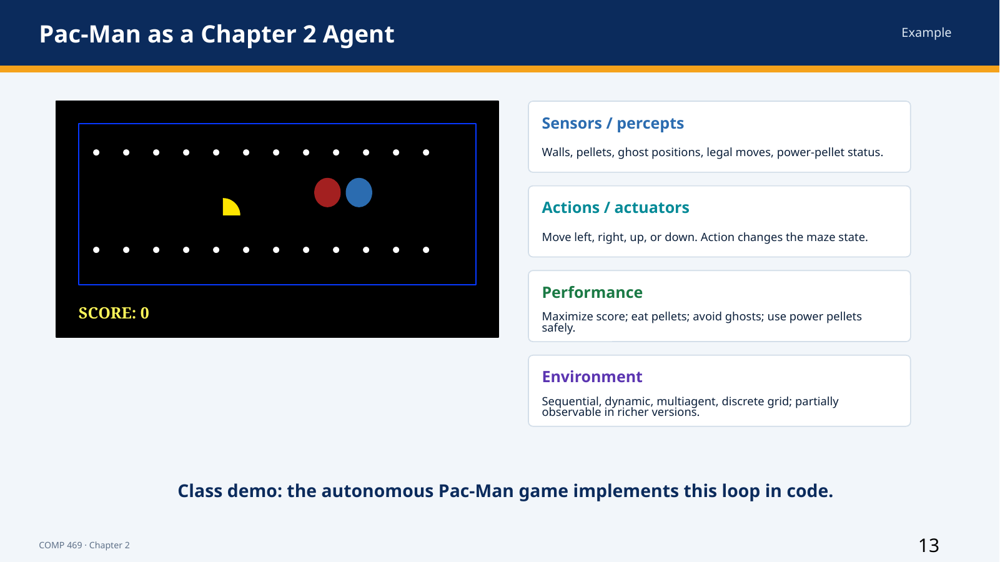 Pac-Man as a Chapter 2 Agent
Example
SCORE: 0
Sensors / percepts
Walls, pellets, ghost positions, legal moves, power-pellet status.
Actions / actuators
Move left, right, up, or down. Action changes the maze state.
Performance
Maximize score; eat pellets; avoid ghosts; use power pellets
safely.
Environment
Sequential, dynamic, multiagent, discrete grid; partially
observable in richer versions.
Class demo: the autonomous Pac-Man game implements this loop in code.
COMP 469 · Chapter 2
13